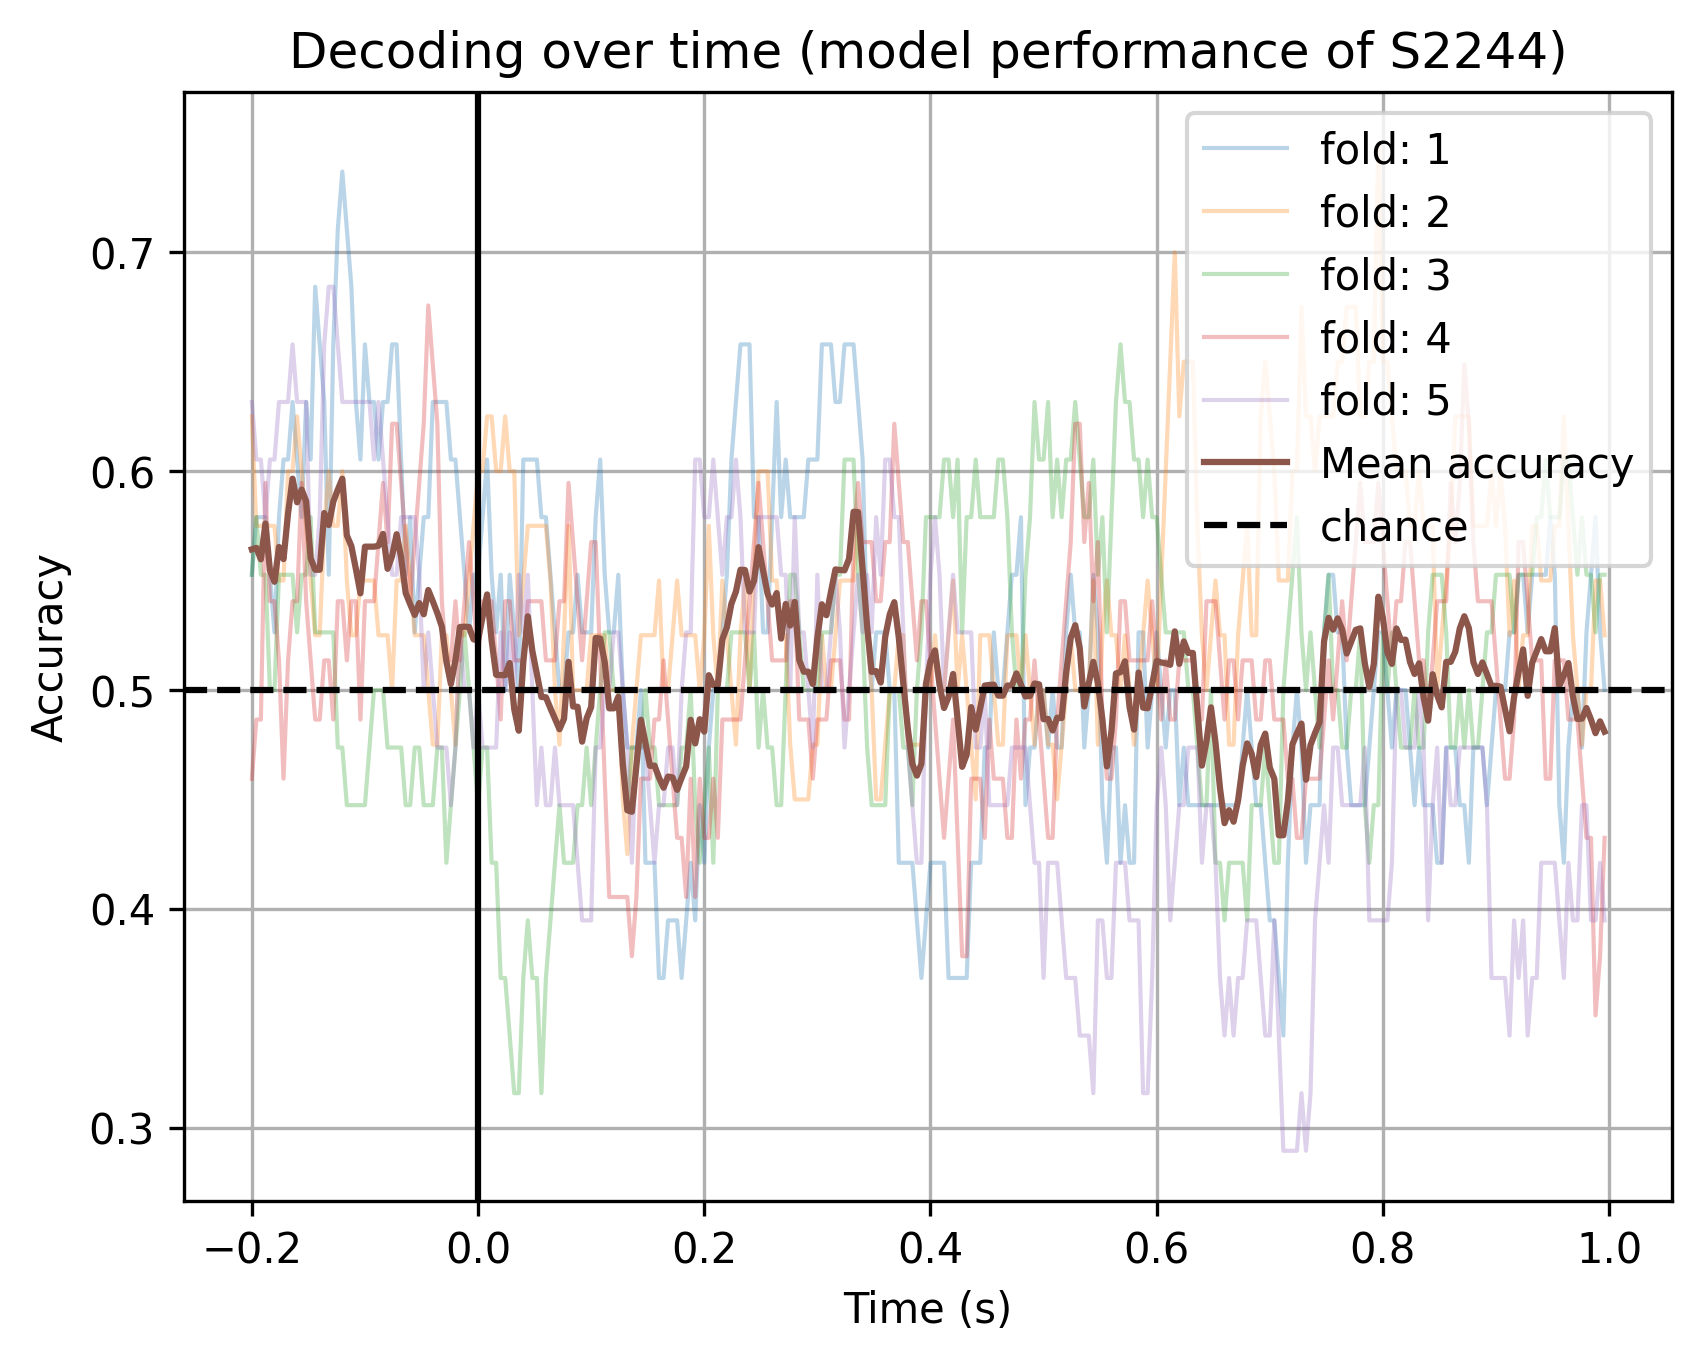 Decoding over time (model performance of S2244)
fold: 1
fold: 2
fold: 3
fold: 4
fold: 5
Mean accuracy
chance
Accuracy
0.7
0.6
0.5
0.4
0.3
−0.2 0.0 0.2 0.4 0.6 0.8 1.0
Time (s)